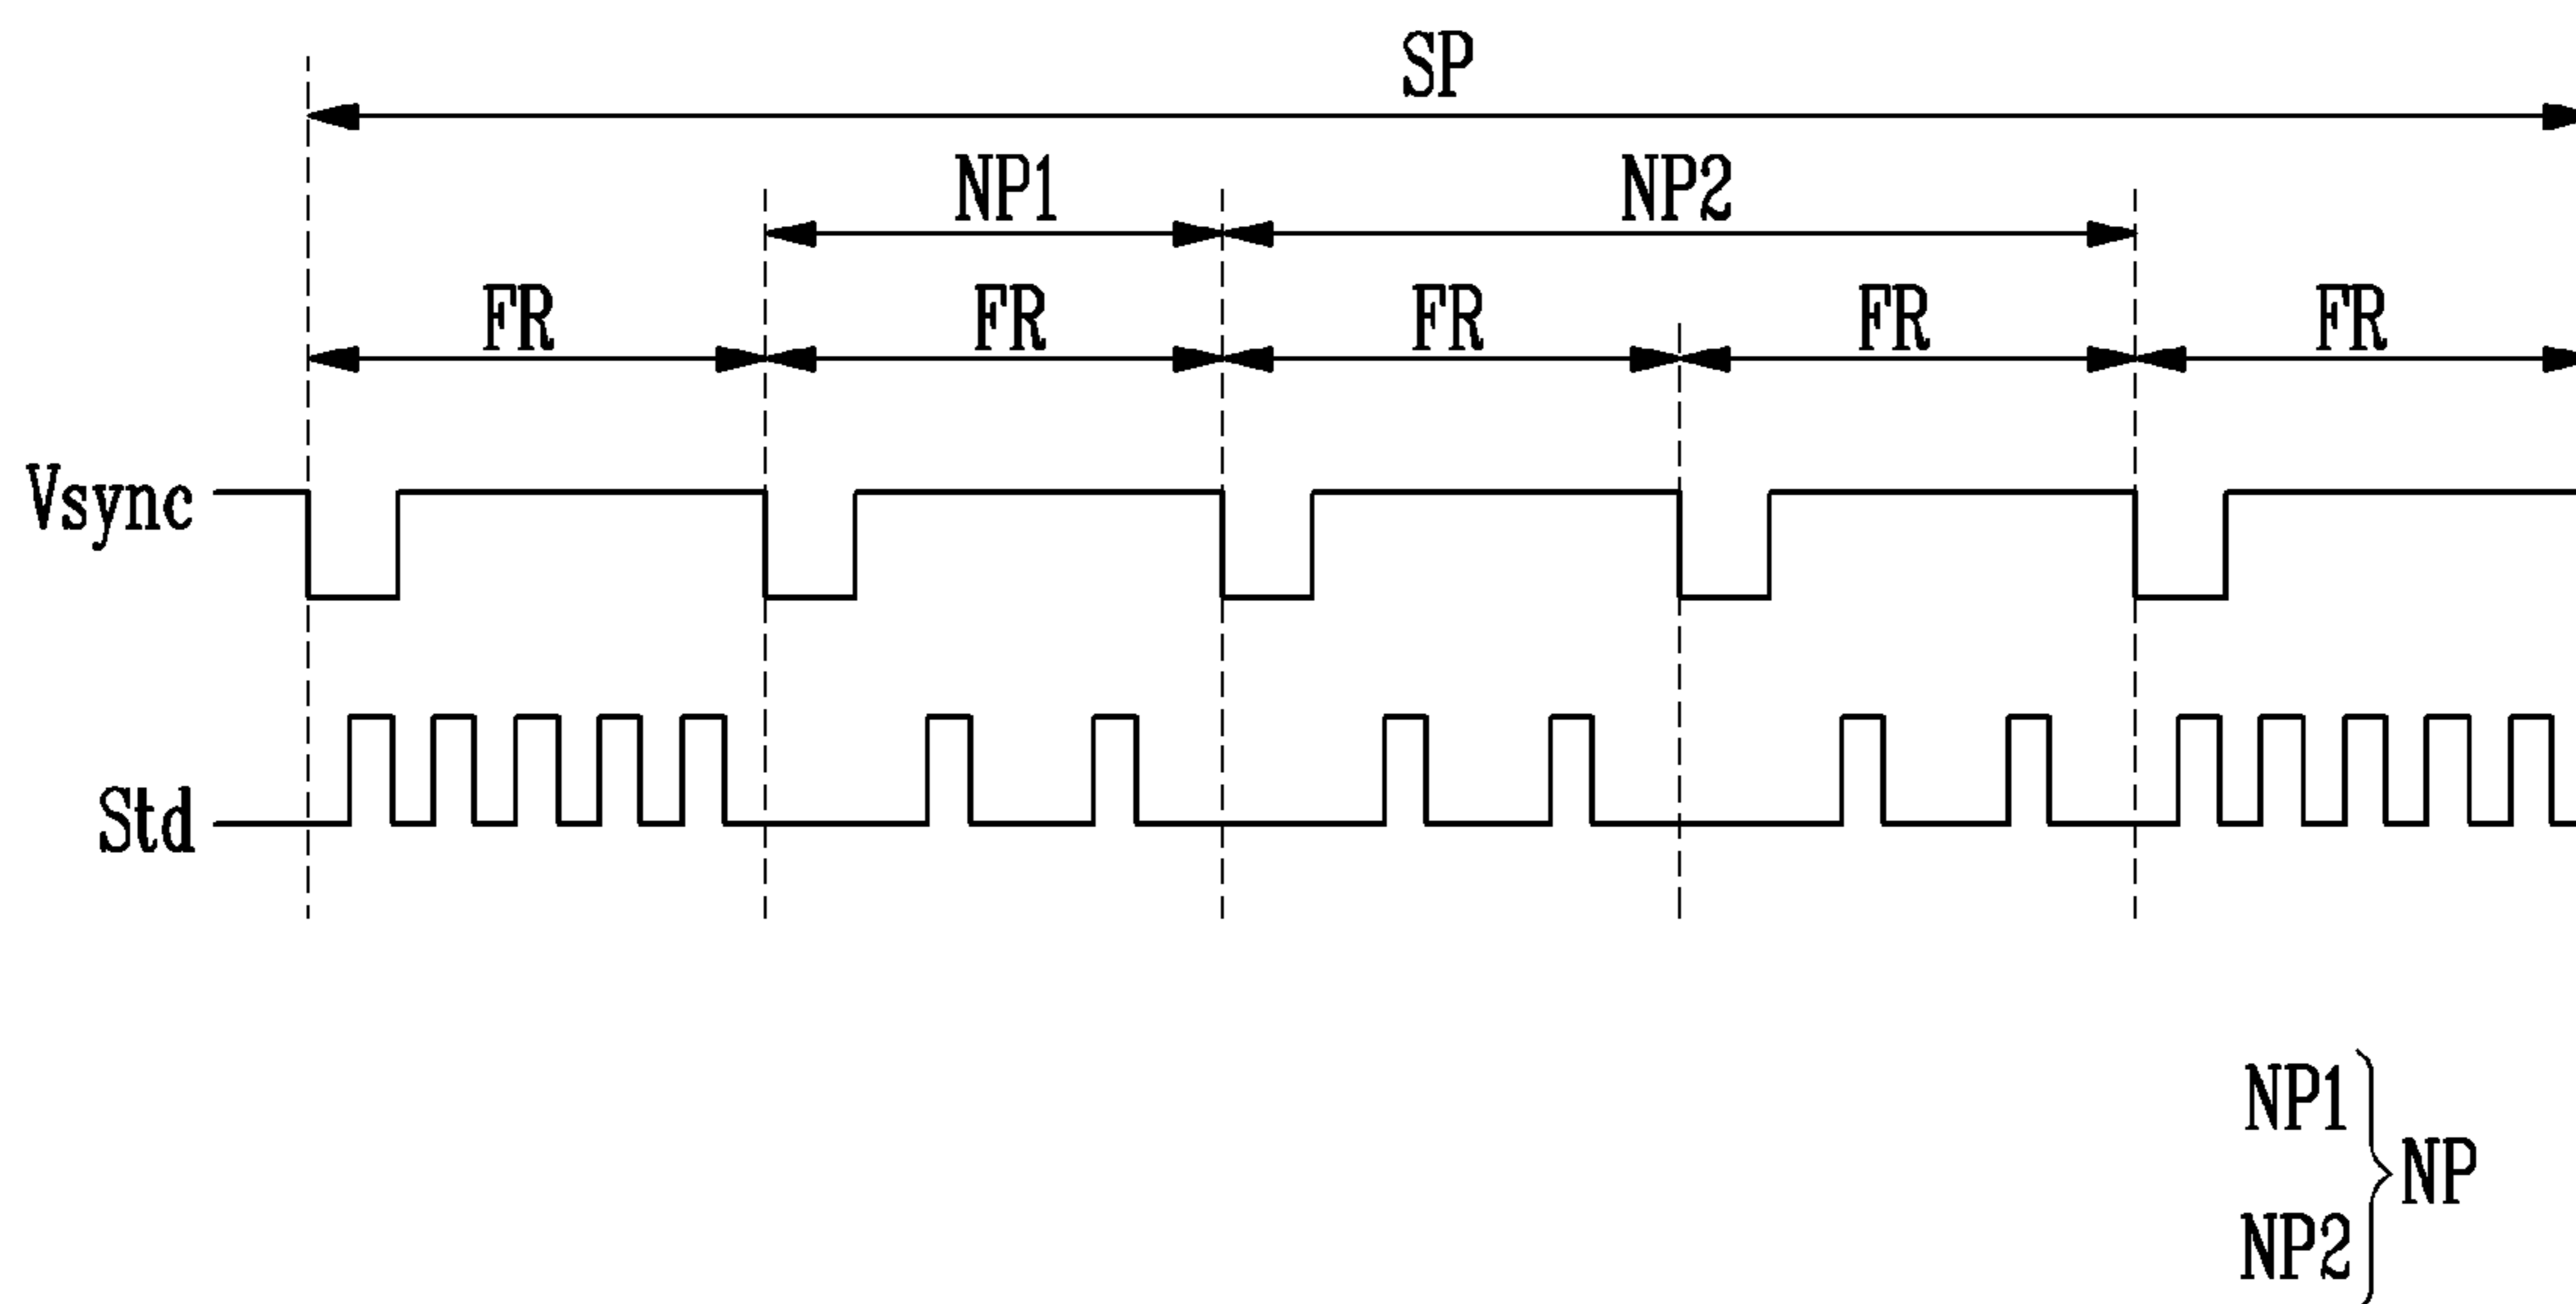 SP
NP1 NP2
FR FR FR FR FR
Vsync
Std
NP1
NP
NP2